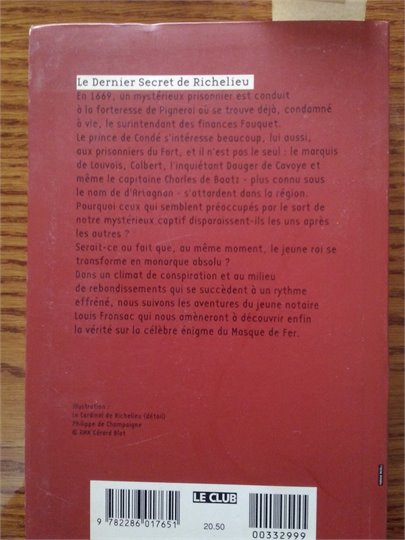 Le Dernier Secret de Richelieu
En 1669, un mystérieux prisonnier est conduit
à la forteresse de Pignerol où se trouve déjà, condamné
à vie, le surintendant des finances Fouquet.
Le prince de Condé s'intéresse beaucoup, lui aussi,
aux prisonniers du Fort, et il n'est pas le seul : le marquis
de Louvois, Colbert, l'inquiétant Dauger de Cavoye et
même le capitaine Charles de Baatz - plus connu sous
le nom de d'Artagnan - s'attardent dans la région.
Pourquoi ceux qui semblent préoccupés par le sort de
notre mystérieux captif disparaissent-ils les uns après
les autres ?
Serait-ce au fait que, au même moment, le jeune roi se
transforme en monarque absolu ?
Dans un climat de conspiration et au milieu
de rebondissements qui se succèdent à un rythme
effréné, nous suivons les aventures du jeune notaire
Louis Fronsac qui nous amèneront à découvrir enfin
la vérité sur la célèbre énigme du Masque de Fer.
Illustration :
Le Cardinal de Richelieu (détail)
Philippe de Champaigne
© RMN Gérard Blot
LE CLUB
9 782286 017651
20.50
00332999